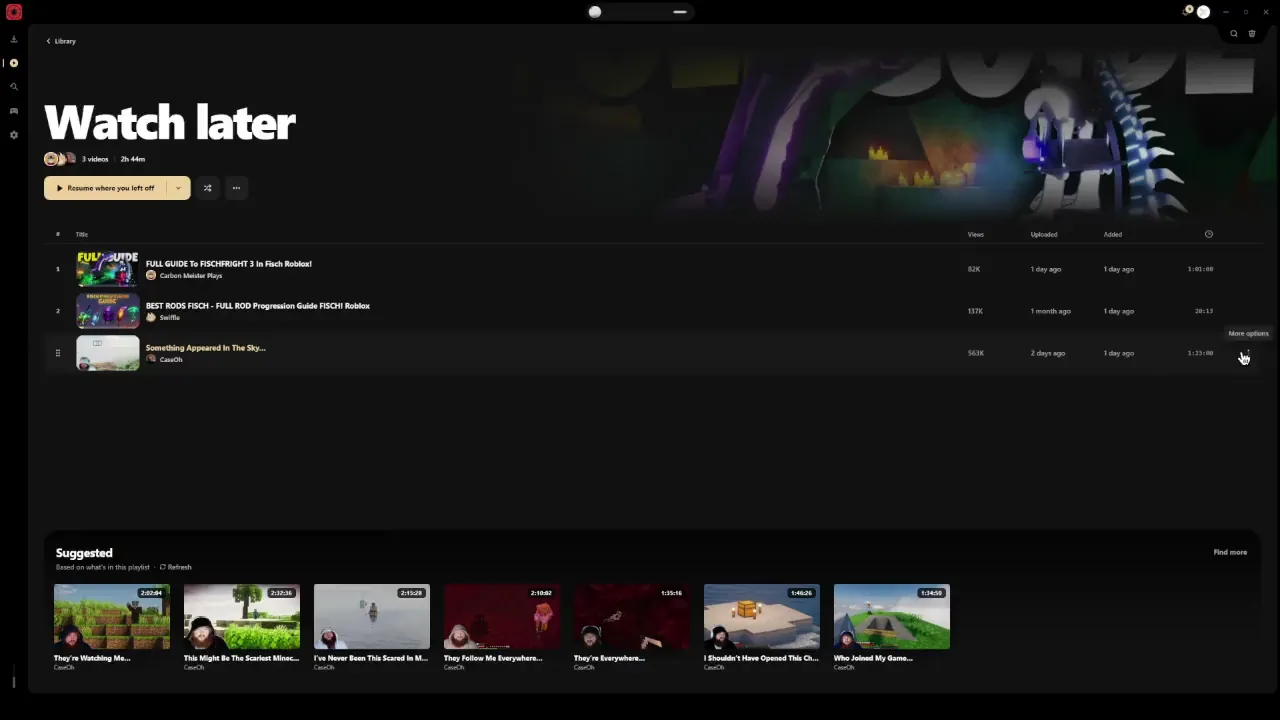 Library
Watch later
3 videos 2h 44m
Resume where you left off
# Title Views Uploaded Added
1 FULL GUIDE To FISCHFRIGHT 3 In Fisch Roblox! 82K 1 day ago 1 day ago 1:01:00
Carbon Meister Plays
2 BEST RODS FISCH - FULL ROD Progression Guide FISCH! Roblox 137K 1 month ago 1 day ago 20:13
Swiffle
More options
Something Appeared In The Sky... 563K 2 days ago 1 day ago 1:23:00
CaseOh
Suggested
Find more
Based on what's in this playlist · Refresh
2:02:04 2:32:36 2:15:20 2:10:02 1:35:16 1:46:26 1:34:50
They're Watching Me... This Might Be The Scariest Minec... I've Never Been This Scared In M... They Follow Me Everywhere... They're Everywhere... I Shouldn't Have Opened This Ch... Who Joined My Game...
CaseOh CaseOh CaseOh CaseOh CaseOh CaseOh CaseOh